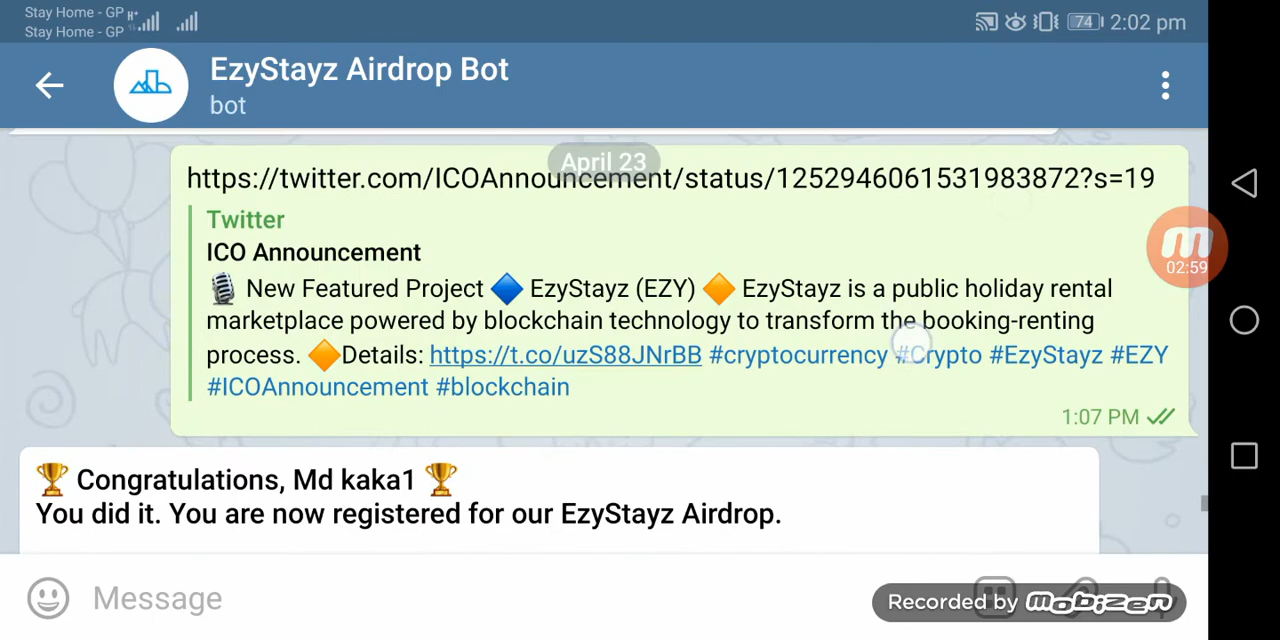 Stay Home - GP
Stay Home - GP
74 2:02 pm
EzyStayz Airdrop Bot
bot
April 23
https://twitter.com/ICOAnnouncement/status/1252946061531983872?s=19
Twitter
ICO Announcement
🎙 New Featured Project 🔷 EzyStayz (EZY) 🔶 EzyStayz is a public holiday rental
marketplace powered by blockchain technology to transform the booking-renting
process. 🔶Details: https://t.co/uzS88JNrBB #cryptocurrency #Crypto #EzyStayz #EZY
#ICOAnnouncement #blockchain
1:07 PM
02:59
🏆 Congratulations, Md kaka1 🏆
You did it. You are now registered for our EzyStayz Airdrop.
Message
Recorded by mobizen